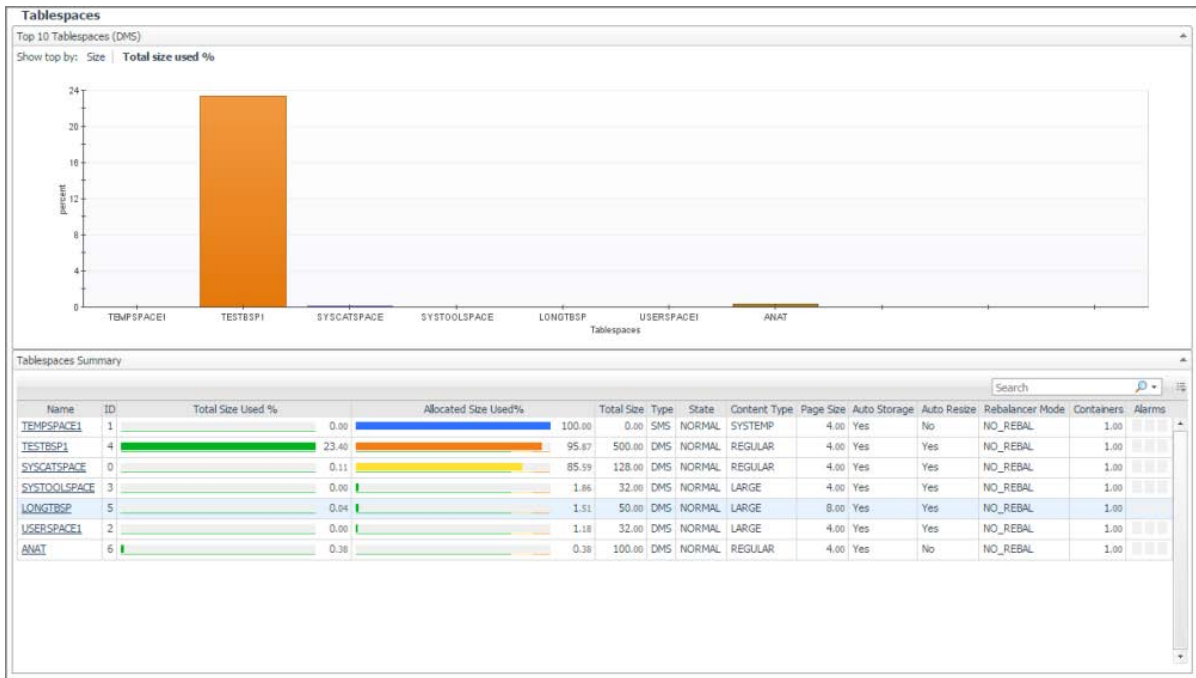 Tablespaces
Top 10 Tablespaces (DMS)
Show top by: Size | Total size used %
24
20
16
12
8
4
0
percent
TEMPSPACE1 TESTBSP1 SYSCATSPACE SYSTOOLSPACE LONGTBSP USERSPACE1 ANAT
Tablespaces
Tablespaces Summary
Search
Name ID Total Size Used % Allocated Size Used% Total Size Type State Content Type Page Size Auto Storage Auto Resize Rebalancer Mode Containers Alarms
TEMPSPACE1 1 0.00 100.00 0.00 SMS NORMAL SYSTEMP 4.00 Yes No NO_REBAL 1.00
TESTBSP1 4 23.40 95.87 500.00 DMS NORMAL REGULAR 4.00 Yes Yes NO_REBAL 1.00
SYSCATSPACE 0 0.11 85.59 128.00 DMS NORMAL REGULAR 4.00 Yes Yes NO_REBAL 1.00
SYSTOOLSPACE 3 0.00 1.86 32.00 DMS NORMAL LARGE 4.00 Yes Yes NO_REBAL 1.00
LONGTBSP 5 0.04 1.51 50.00 DMS NORMAL LARGE 8.00 Yes Yes NO_REBAL 1.00
USERSPACE1 2 0.00 1.18 32.00 DMS NORMAL LARGE 4.00 Yes Yes NO_REBAL 1.00
ANAT 6 0.38 0.38 100.00 DMS NORMAL REGULAR 4.00 Yes No NO_REBAL 1.00